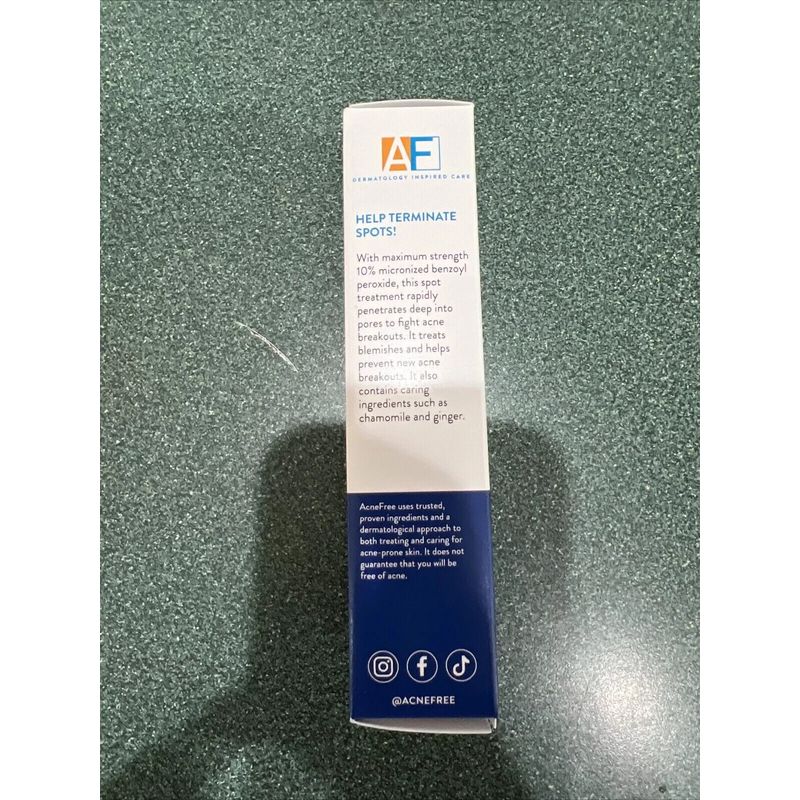 AF
DERMATOLOGY INSPIRED CARE
HELP TERMINATE
SPOTS!
With maximum strength
10% micronized benzoyl
peroxide, this spot
treatment rapidly
penetrates deep into
pores to fight acne
breakouts. It treats
blemishes and helps
prevent new acne
breakouts. It also
contains caring
ingredients such as
chamomile and ginger.
AcneFree uses trusted,
proven ingredients and a
dermatological approach to
both treating and caring for
acne-prone skin. It does not
guarantee that you will be
free of acne.
@ACNEFREE